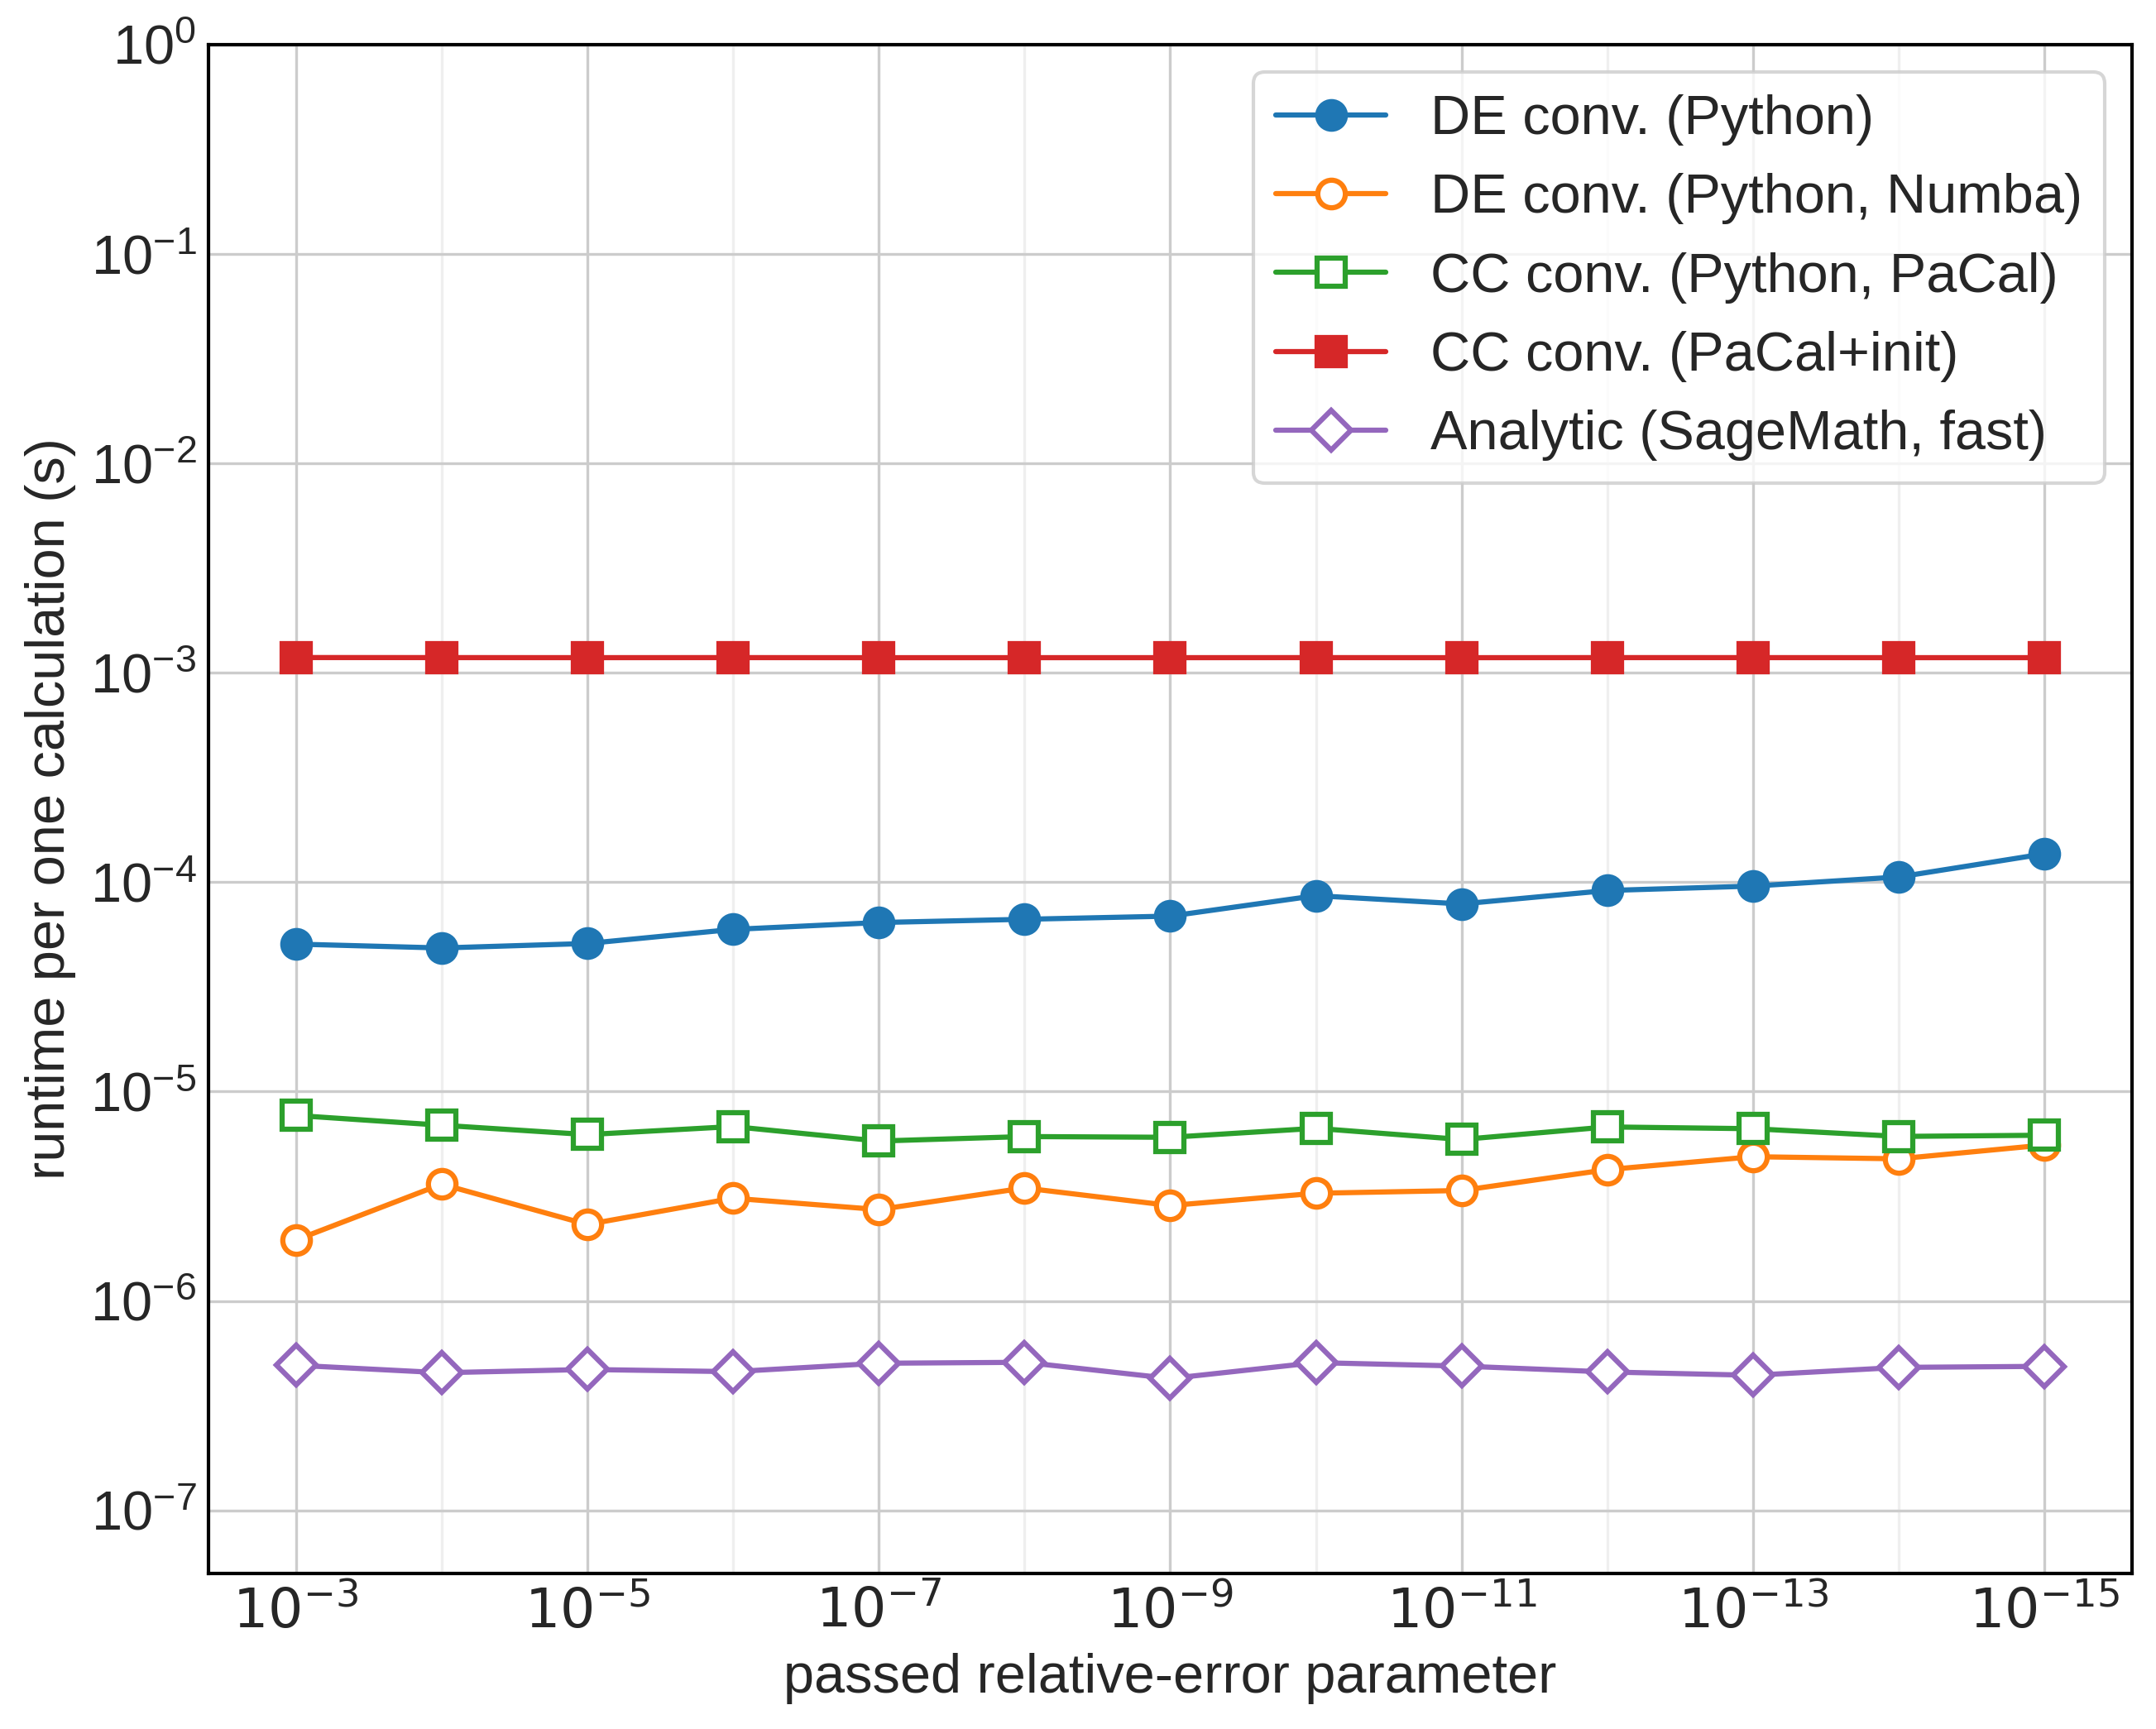 10⁰
10⁻¹
10⁻²
10⁻³
10⁻⁴
10⁻⁵
10⁻⁶
10⁻⁷
runtime per one calculation (s)
DE conv. (Python)
DE conv. (Python, Numba)
CC conv. (Python, PaCal)
CC conv. (PaCal+init)
Analytic (SageMath, fast)
10⁻³ 10⁻⁵ 10⁻⁷ 10⁻⁹ 10⁻¹¹ 10⁻¹³ 10⁻¹⁵
passed relative-error parameter